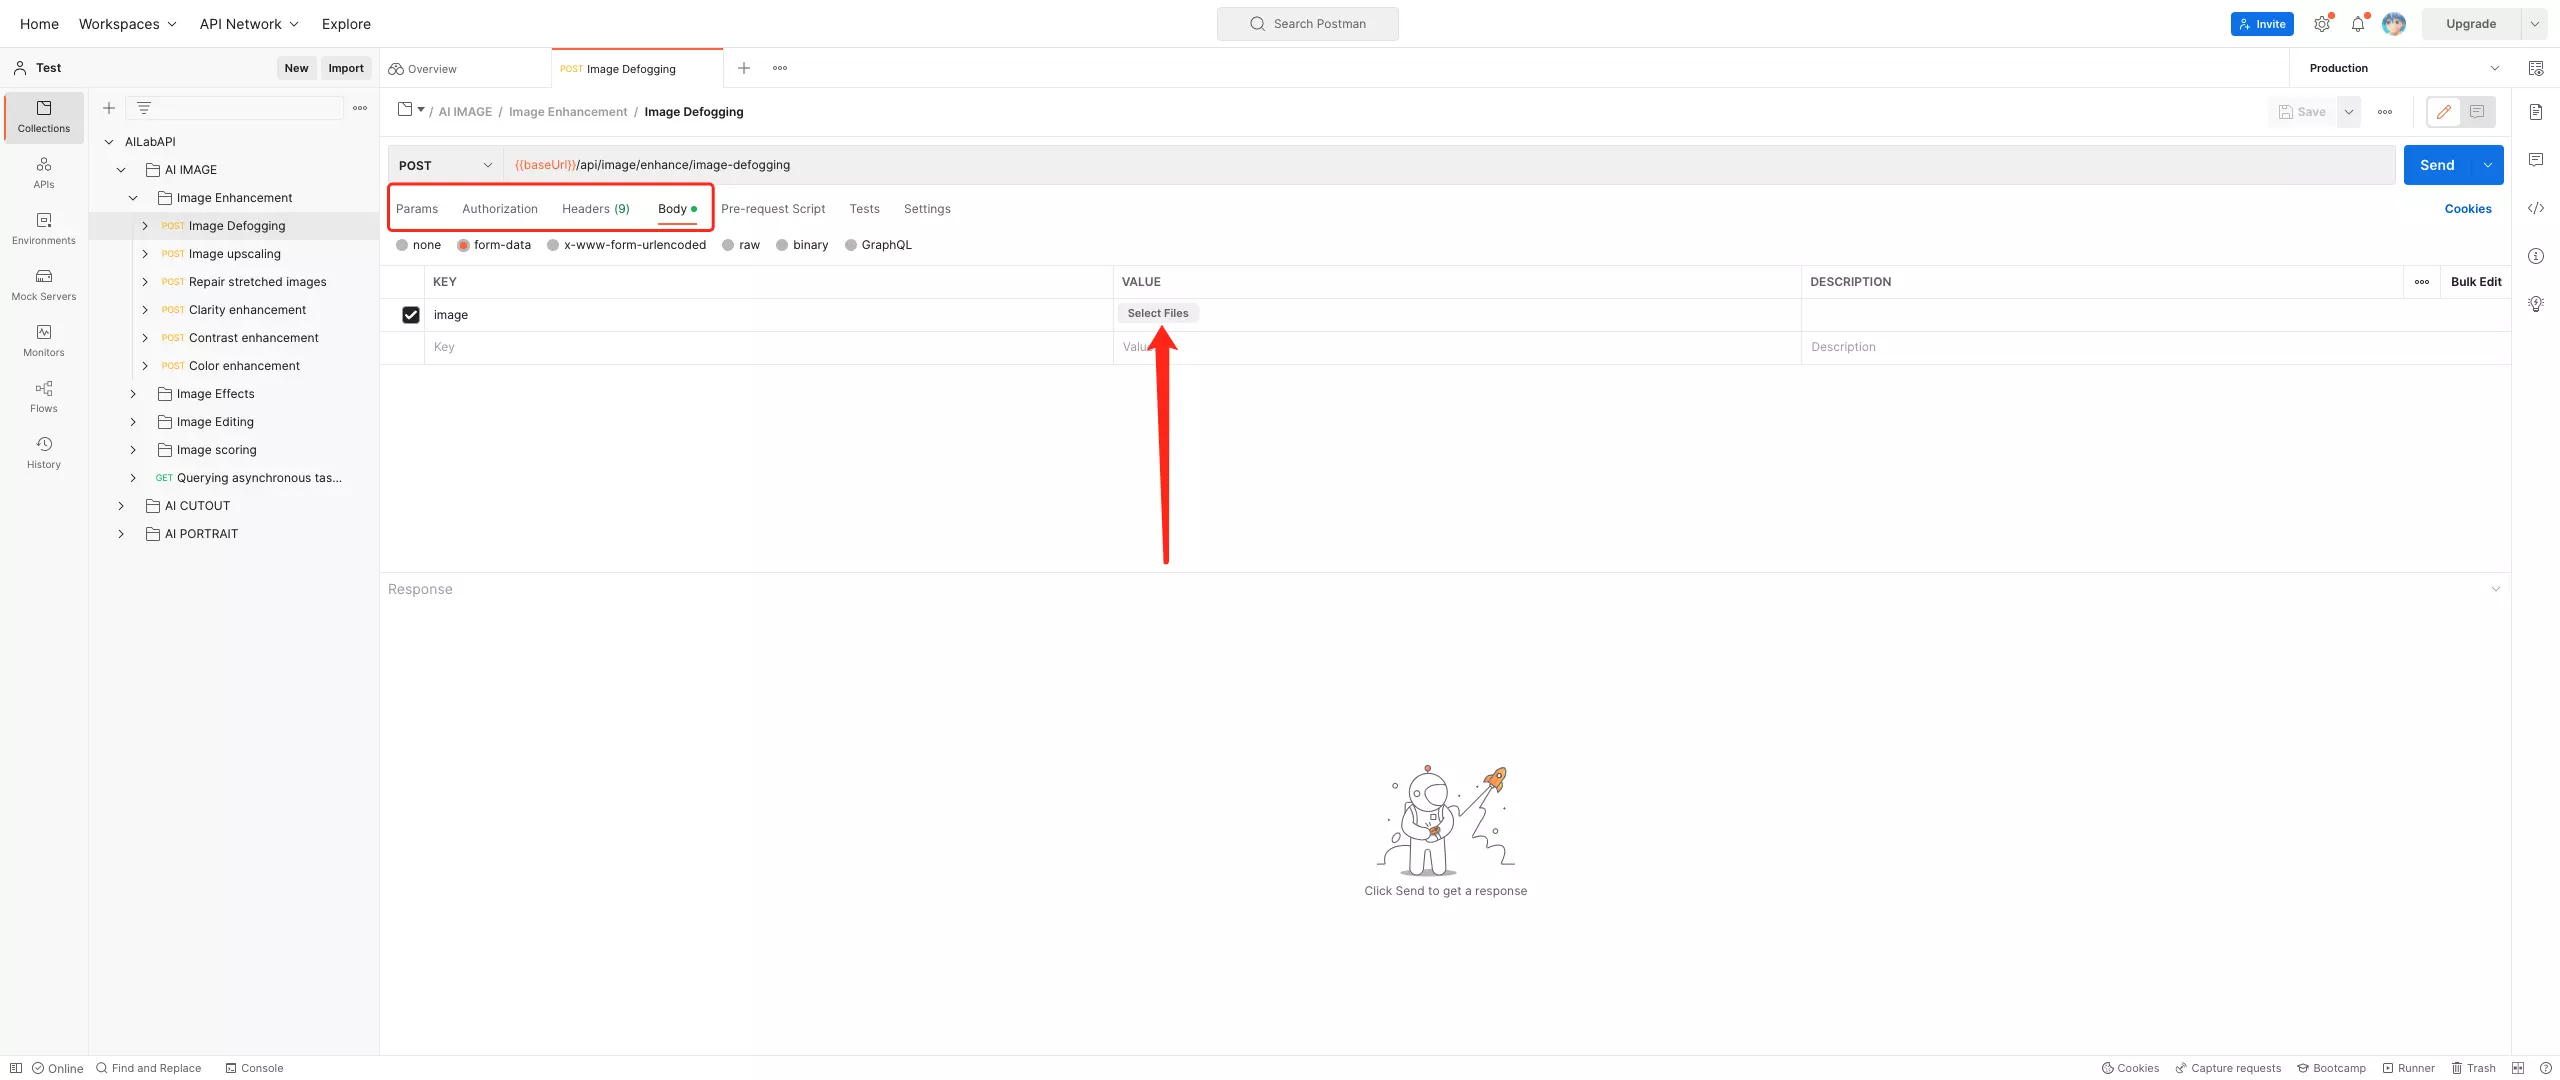 Home Workspaces API Network Explore Search Postman Invite Upgrade
Test New Import Overview POST Image Defogging Production
Collections
APIs
Environments
Mock Servers
Monitors
Flows
History
AILabAPI
AI IMAGE
Image Enhancement
POST Image Defogging
POST Image upscaling
POST Repair stretched images
POST Clarity enhancement
POST Contrast enhancement
POST Color enhancement
Image Effects
Image Editing
Image scoring
GET Querying asynchronous tas...
AI CUTOUT
AI PORTRAIT
/ AI IMAGE / Image Enhancement / Image Defogging Save
POST {{baseUrl}}/api/image/enhance/image-defogging Send
Params Authorization Headers (9) Body Pre-request Script Tests Settings Cookies
none form-data x-www-form-urlencoded raw binary GraphQL
KEY VALUE DESCRIPTION Bulk Edit
image Select Files
Key Value Description
Response
Click Send to get a response
Online Find and Replace Console Cookies Capture requests Bootcamp Runner Trash